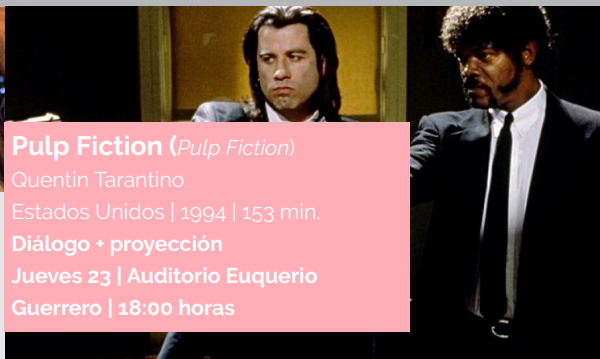 Pulp Fiction (Pulp Fiction)
Quentin Tarantino
Estados Unidos | 1994 | 153 min.
Diálogo + proyección
Jueves 23 | Auditorio Euquerio
Guerrero | 18:00 horas